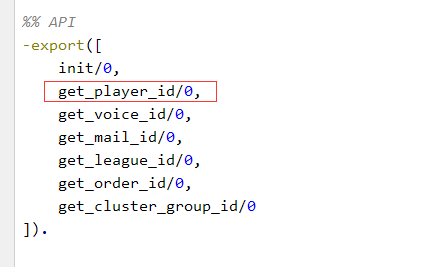 %% API
-export([
    init/0,
    get_player_id/0,
    get_voice_id/0,
    get_mail_id/0,
    get_league_id/0,
    get_order_id/0,
    get_cluster_group_id/0
]).